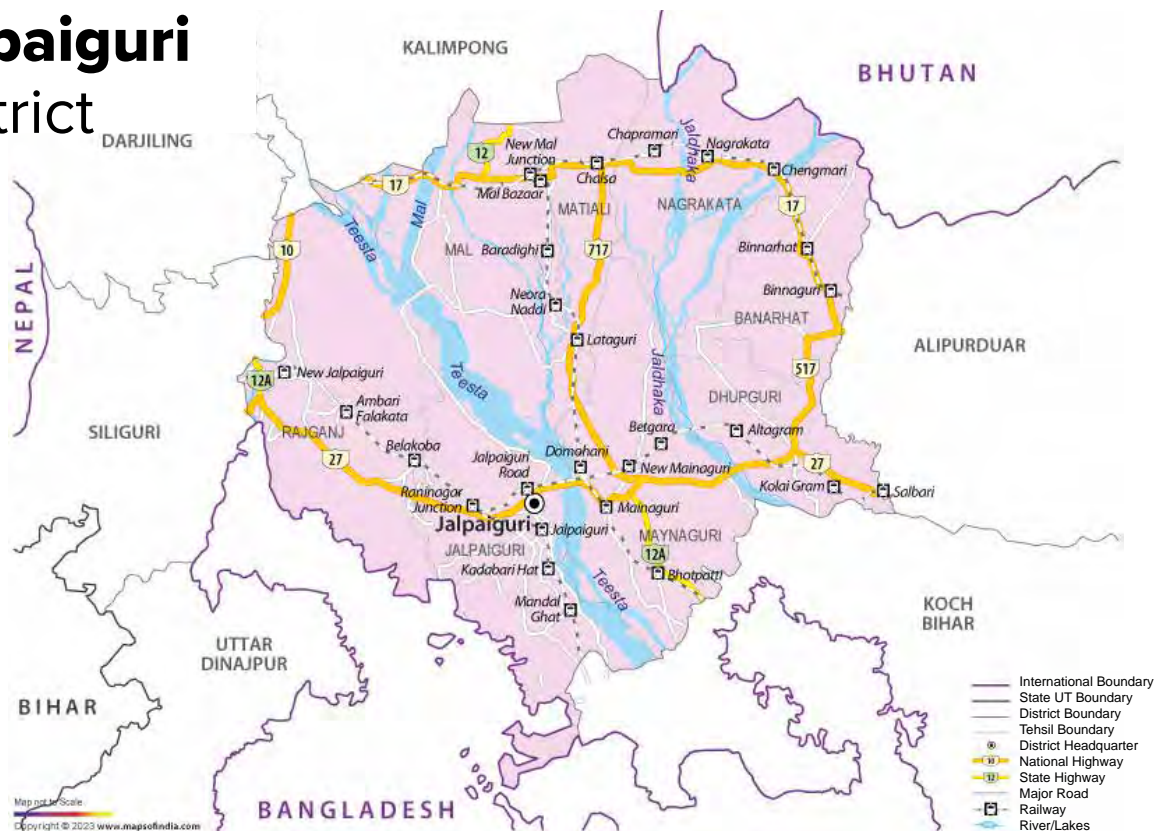 paiguri
trict
KALIMPONG
BHUTAN
DARJILING
NEPAL
SILIGURI
ALIPURDUAR
KOCH
BIHAR
UTTAR
DINAJPUR
BIHAR
BANGLADESH
12
New Mal
Junction
Mal Bazaar
Chapramari
Jaldhaka
Nagrakata
Chalsa
Chengmari
17
17
MATIALI
NAGRAKATA
Teesta
Mal
10
MAL
Baradighi
717
Binnarhat
Neora
Naddi
Binnaguri
BANARHAT
Lataguri
12A
New Jalpaiguri
Teesta
Jaldhaka
517
Ambari
Falakata
DHUPGURI
RAJGANJ
Betgara
Altagram
Belakoba
27
Jalpaiguri
Road
Domohani
New Mainaguri
27
Kolai Gram
Salbari
Raninagar
Junction
Jalpaiguri
Mainaguri
Jalpaiguri
MAYNAGURI
JALPAIGURI
12A
Kadabari Hat
Bhotpatti
Teesta
Mandal
Ghat
International Boundary
State UT Boundary
District Boundary
Tehsil Boundary
District Headquarter
10 National Highway
12 State Highway
Major Road
Railway
River/Lakes
Map not to Scale
Copyright © 2023 www.mapsofindia.com